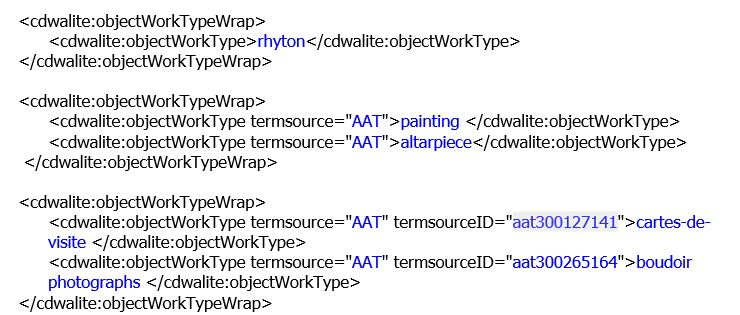 <cdwalite:objectWorkTypeWrap>
<cdwalite:objectWorkType>rhyton</cdwalite:objectWorkType>
</cdwalite:objectWorkTypeWrap>
<cdwalite:objectWorkTypeWrap>
<cdwalite:objectWorkType termsource="AAT">painting </cdwalite:objectWorkType>
<cdwalite:objectWorkType termsource="AAT">altarpiece</cdwalite:objectWorkType>
</cdwalite:objectWorkTypeWrap>
<cdwalite:objectWorkTypeWrap>
<cdwalite:objectWorkType termsource="AAT" termsourceID="aat300127141">cartes-de-
visite </cdwalite:objectWorkType>
<cdwalite:objectWorkType termsource="AAT" termsourceID="aat300265164">boudoir
photographs </cdwalite:objectWorkType>
</cdwalite:objectWorkTypeWrap>